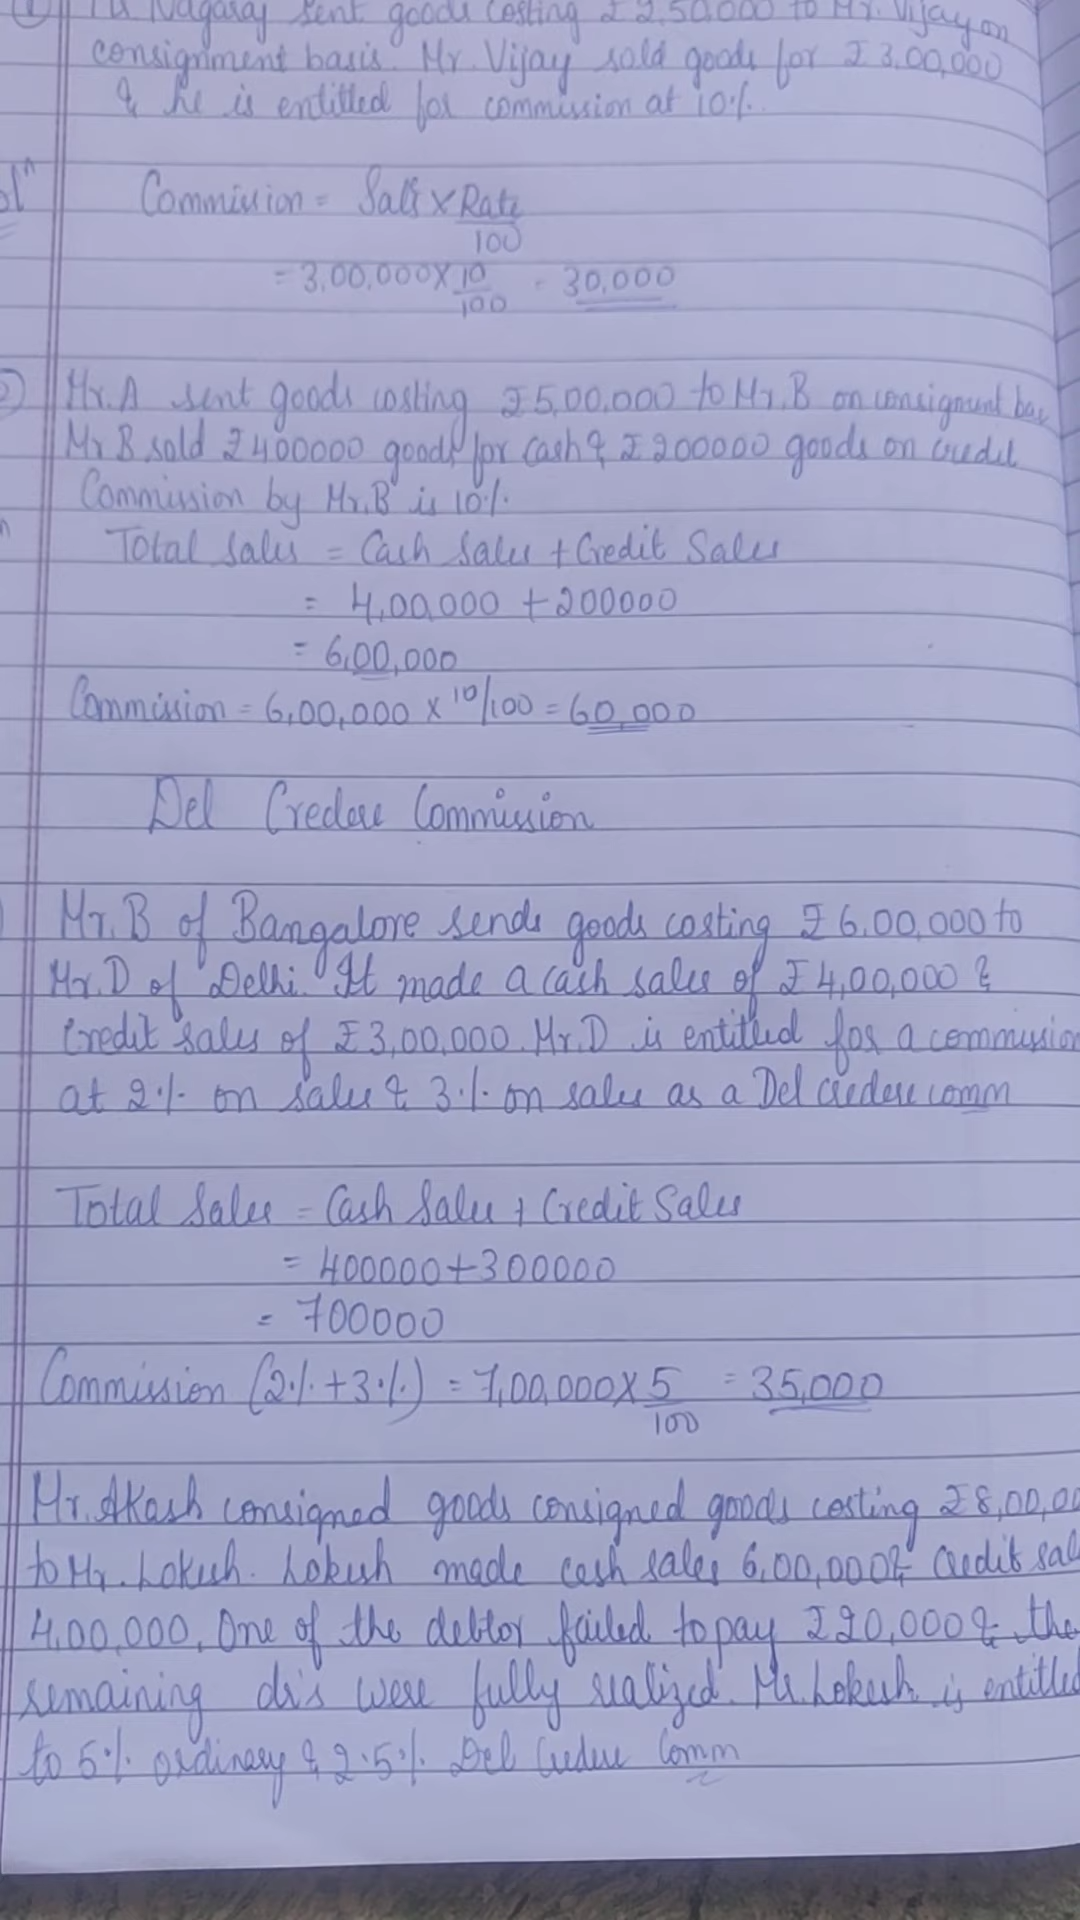 Nagaraj sent goods costing ₹ 2,50,000 to Mr. Vijay on
consignment basis. Mr. Vijay sold goods for ₹ 3,00,000
& he is entitled for commission at 10%.
Commission = Sales × Rate
100
= 3,00,000 × 10 = 30,000
100
Mr. A sent goods costing ₹5,00,000 to Mr. B on consignment
Mr B sold ₹ 400000 goods for cash & ₹ 200000 goods on credit
Commission by Mr. B is 10%.
Total Sales = Cash Sales + Credit Sales
= 4,00,000 + 200000
= 6,00,000
Commission = 6,00,000 × 10/100 = 60,000
Del Credere Commission
Mr. B of Bangalore sends goods costing ₹ 6,00,000 to
Mr. D of Delhi. It made a cash sales of ₹ 4,00,000 &
Credit sales of ₹ 3,00,000. Mr. D is entitled for a commission
at 2% on sales & 3% on sales as a Del credere comm
Total Sales = Cash Sales + Credit Sales
= 400000 + 300000
= 700000
Commission (2% + 3%) = 7,00,000 × 5 = 35,000
100
Mr. Akash consigned goods consigned goods costing ₹ 8,00,00
to Mr. Lokesh. Lokesh made cash sales 6,00,000 & Credit sal
4,00,000. One of the debtor failed to pay ₹ 20,000 & the
remaining drs were fully realized. Mr. Lokesh is entitled
to 5% ordinary & 2.5% Del Credere Comm